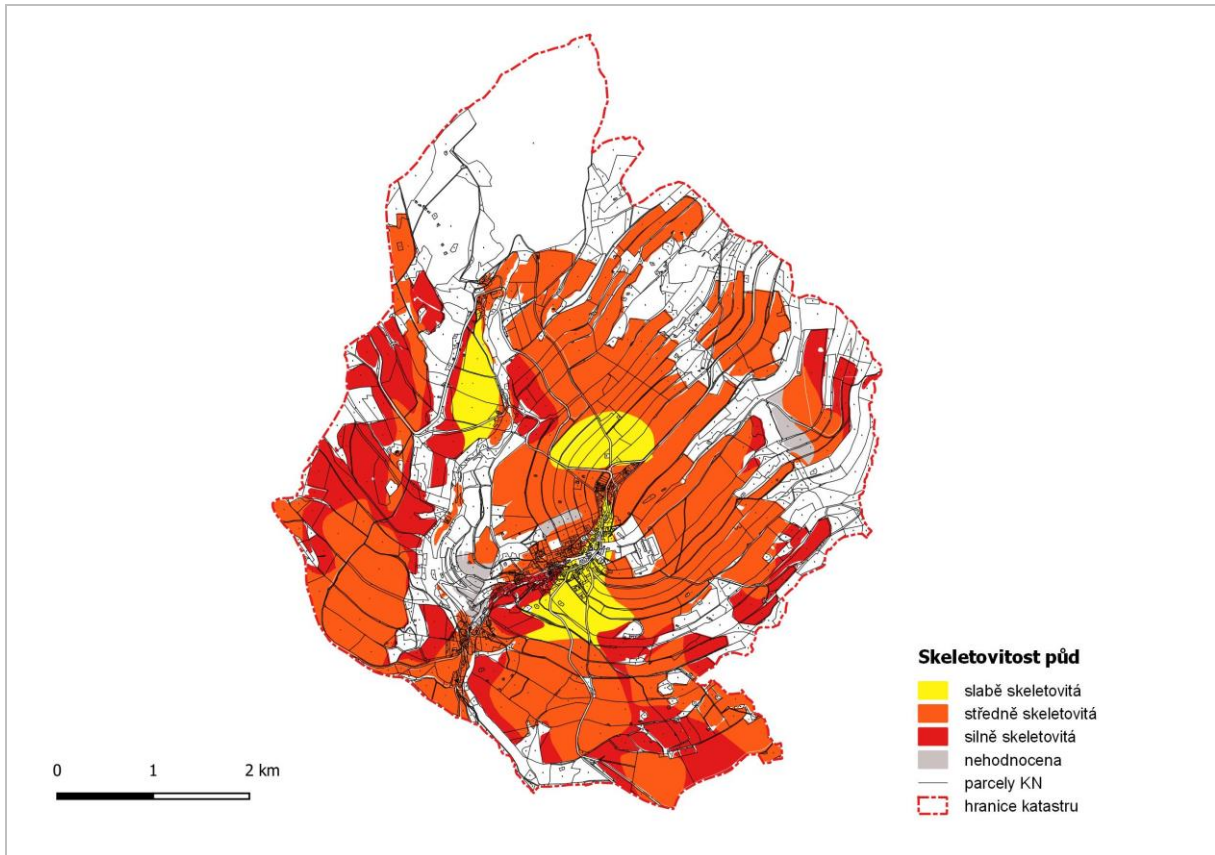 Skeletovitost půd
slabě skeletovitá
středně skeletovitá
silně skeletovitá
nehodnocena
parcely KN
hranice katastru
0 1 2 km